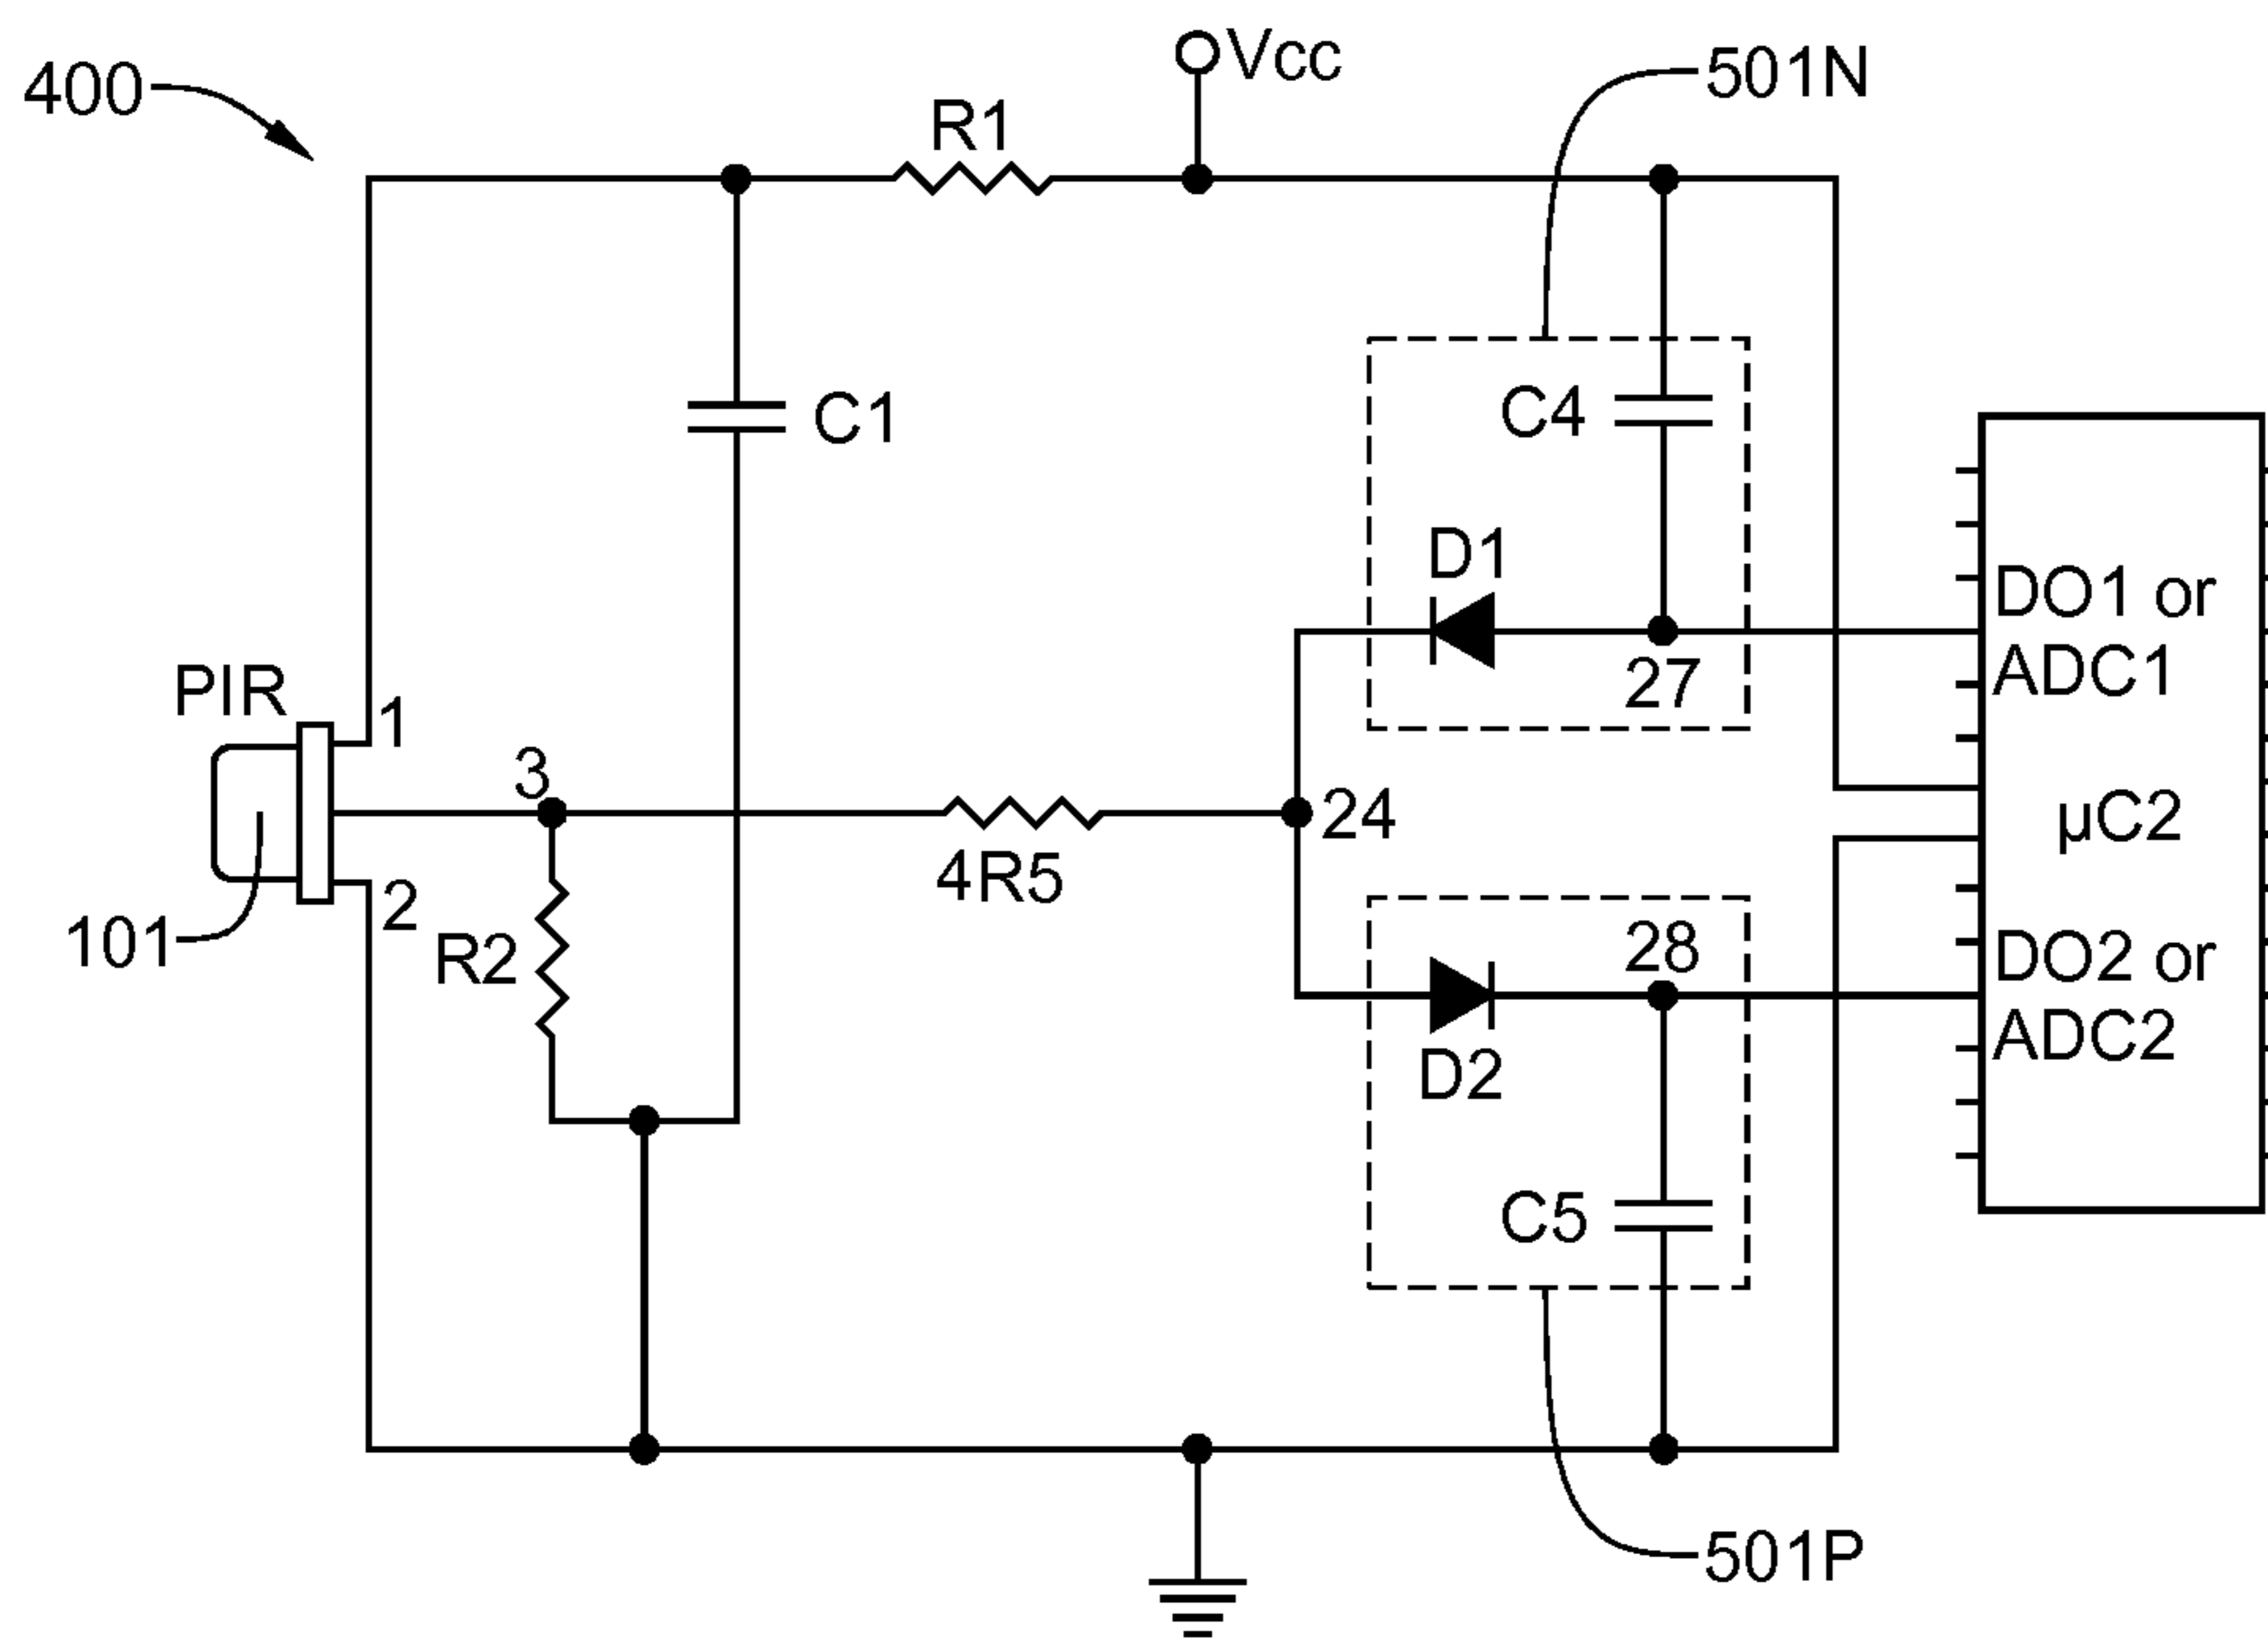 Vcc
400
501N
R1
C1
C4
D1
DO1 or
ADC1
27
PIR
1
3
24
µC2
4R5
2
101
R2
28
DO2 or
ADC2
D2
C5
501P